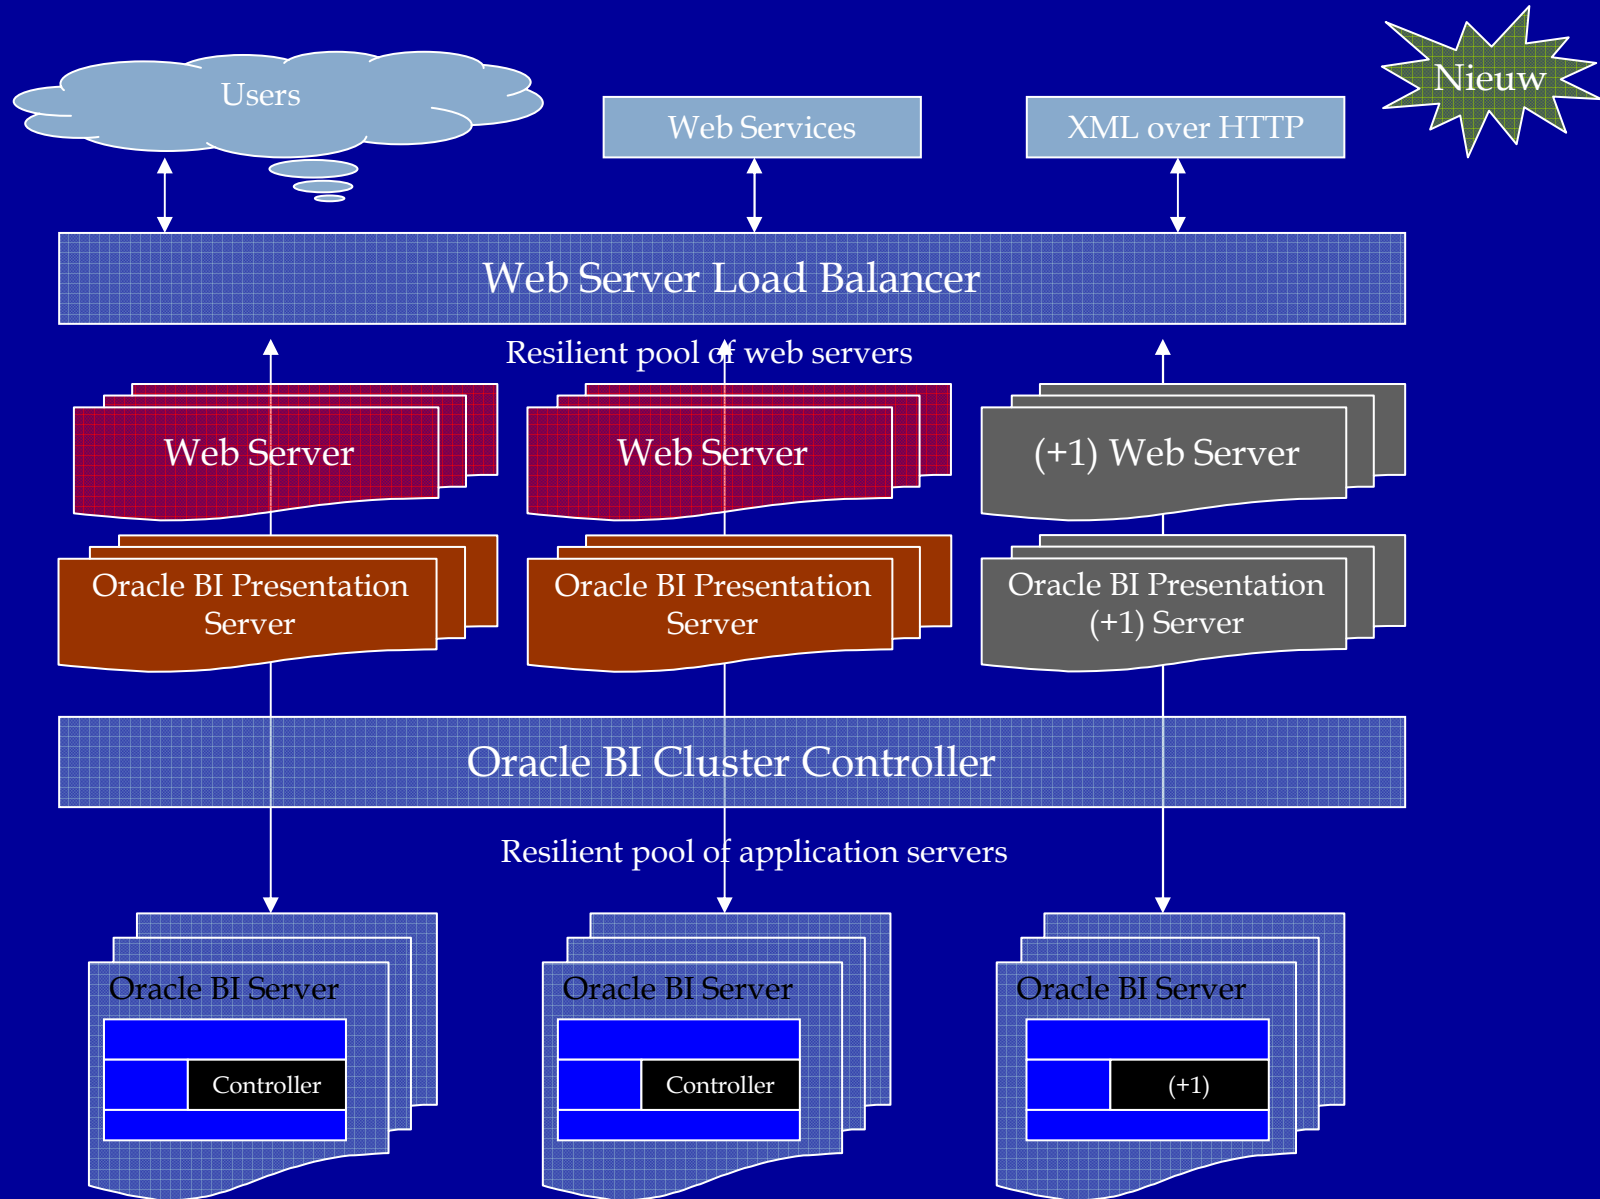 Users
Web Services
XML over HTTP
Nieuw
Web Server Load Balancer
Resilient pool of web servers
Web Server
Web Server
(+1) Web Server
Oracle BI Presentation
Server
Oracle BI Presentation
Server
Oracle BI Presentation
(+1) Server
Oracle BI Cluster Controller
Resilient pool of application servers
Oracle BI Server
Controller
Oracle BI Server
Controller
Oracle BI Server
(+1)